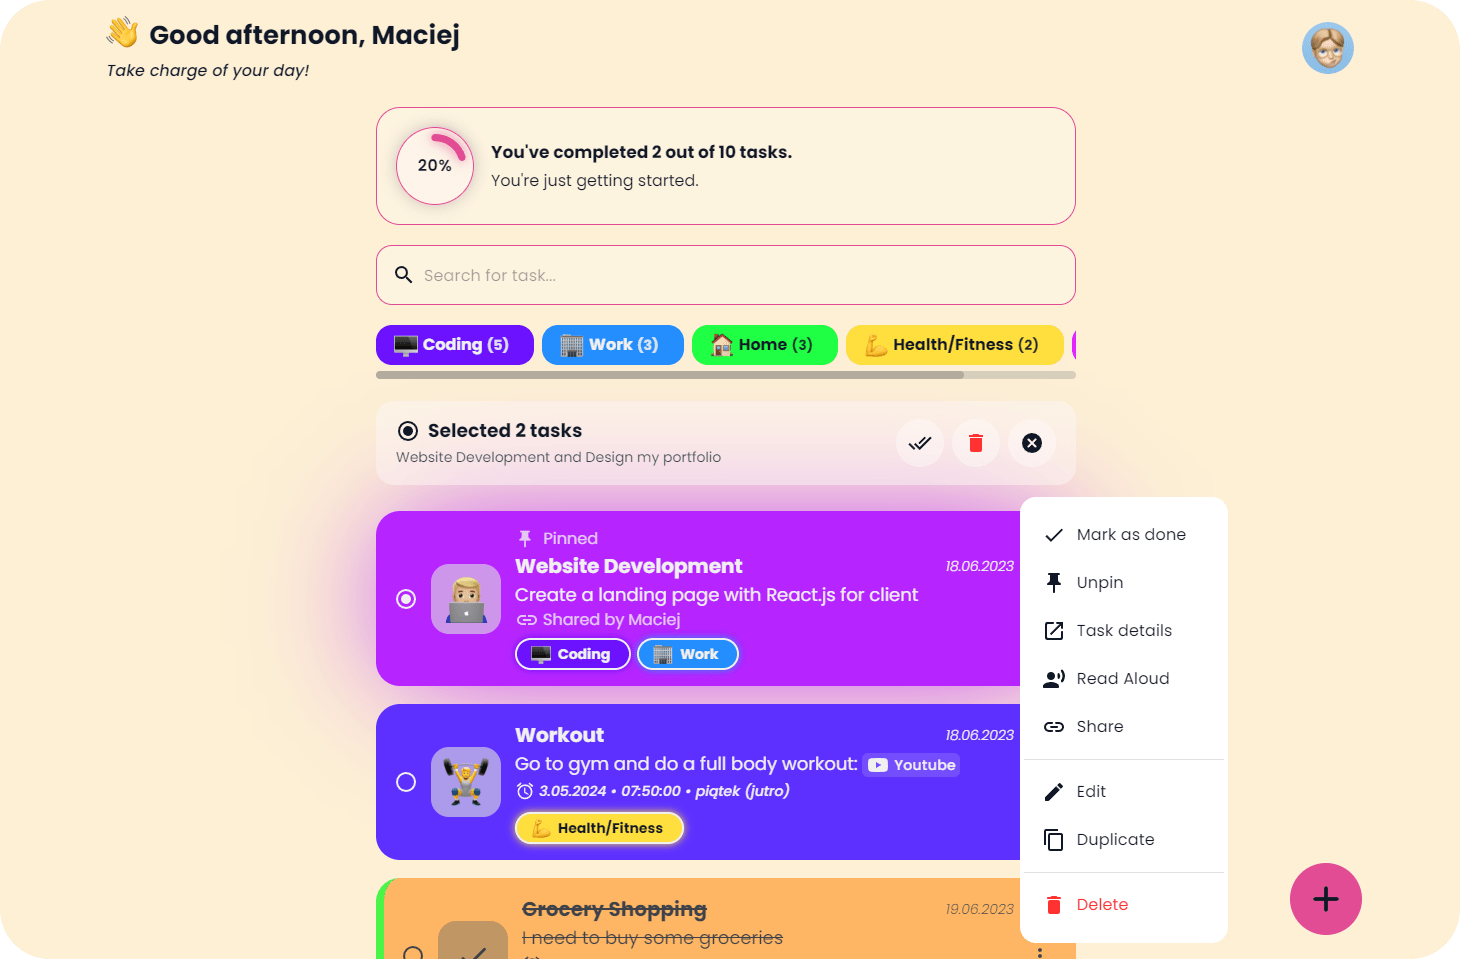 Good afternoon, Maciej
Take charge of your day!
20%
You've completed 2 out of 10 tasks.
You're just getting started.
Search for task...
Coding (5)
Work (3)
Home (3)
Health/Fitness (2)
Selected 2 tasks
Website Development and Design my portfolio
Pinned
Website Development
18.06.2023
Create a landing page with React.js for client
Shared by Maciej
Coding
Work
Workout
18.06.2023
Go to gym and do a full body workout: Youtube
3.05.2024 • 07:50:00 • piątek (jutro)
Health/Fitness
Grocery Shopping
19.06.2023
I need to buy some groceries
Mark as done
Unpin
Task details
Read Aloud
Share
Edit
Duplicate
Delete